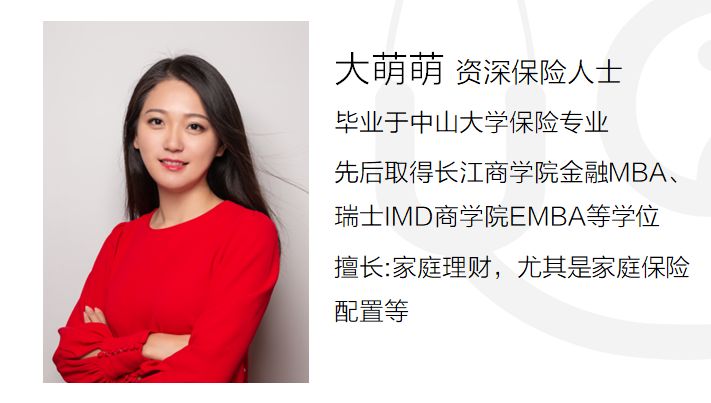 大萌萌 资深保险人士
毕业于中山大学保险专业
先后取得长江商学院金融MBA、
瑞士IMD商学院EMBA等学位
擅长:家庭理财，尤其是家庭保险
配置等